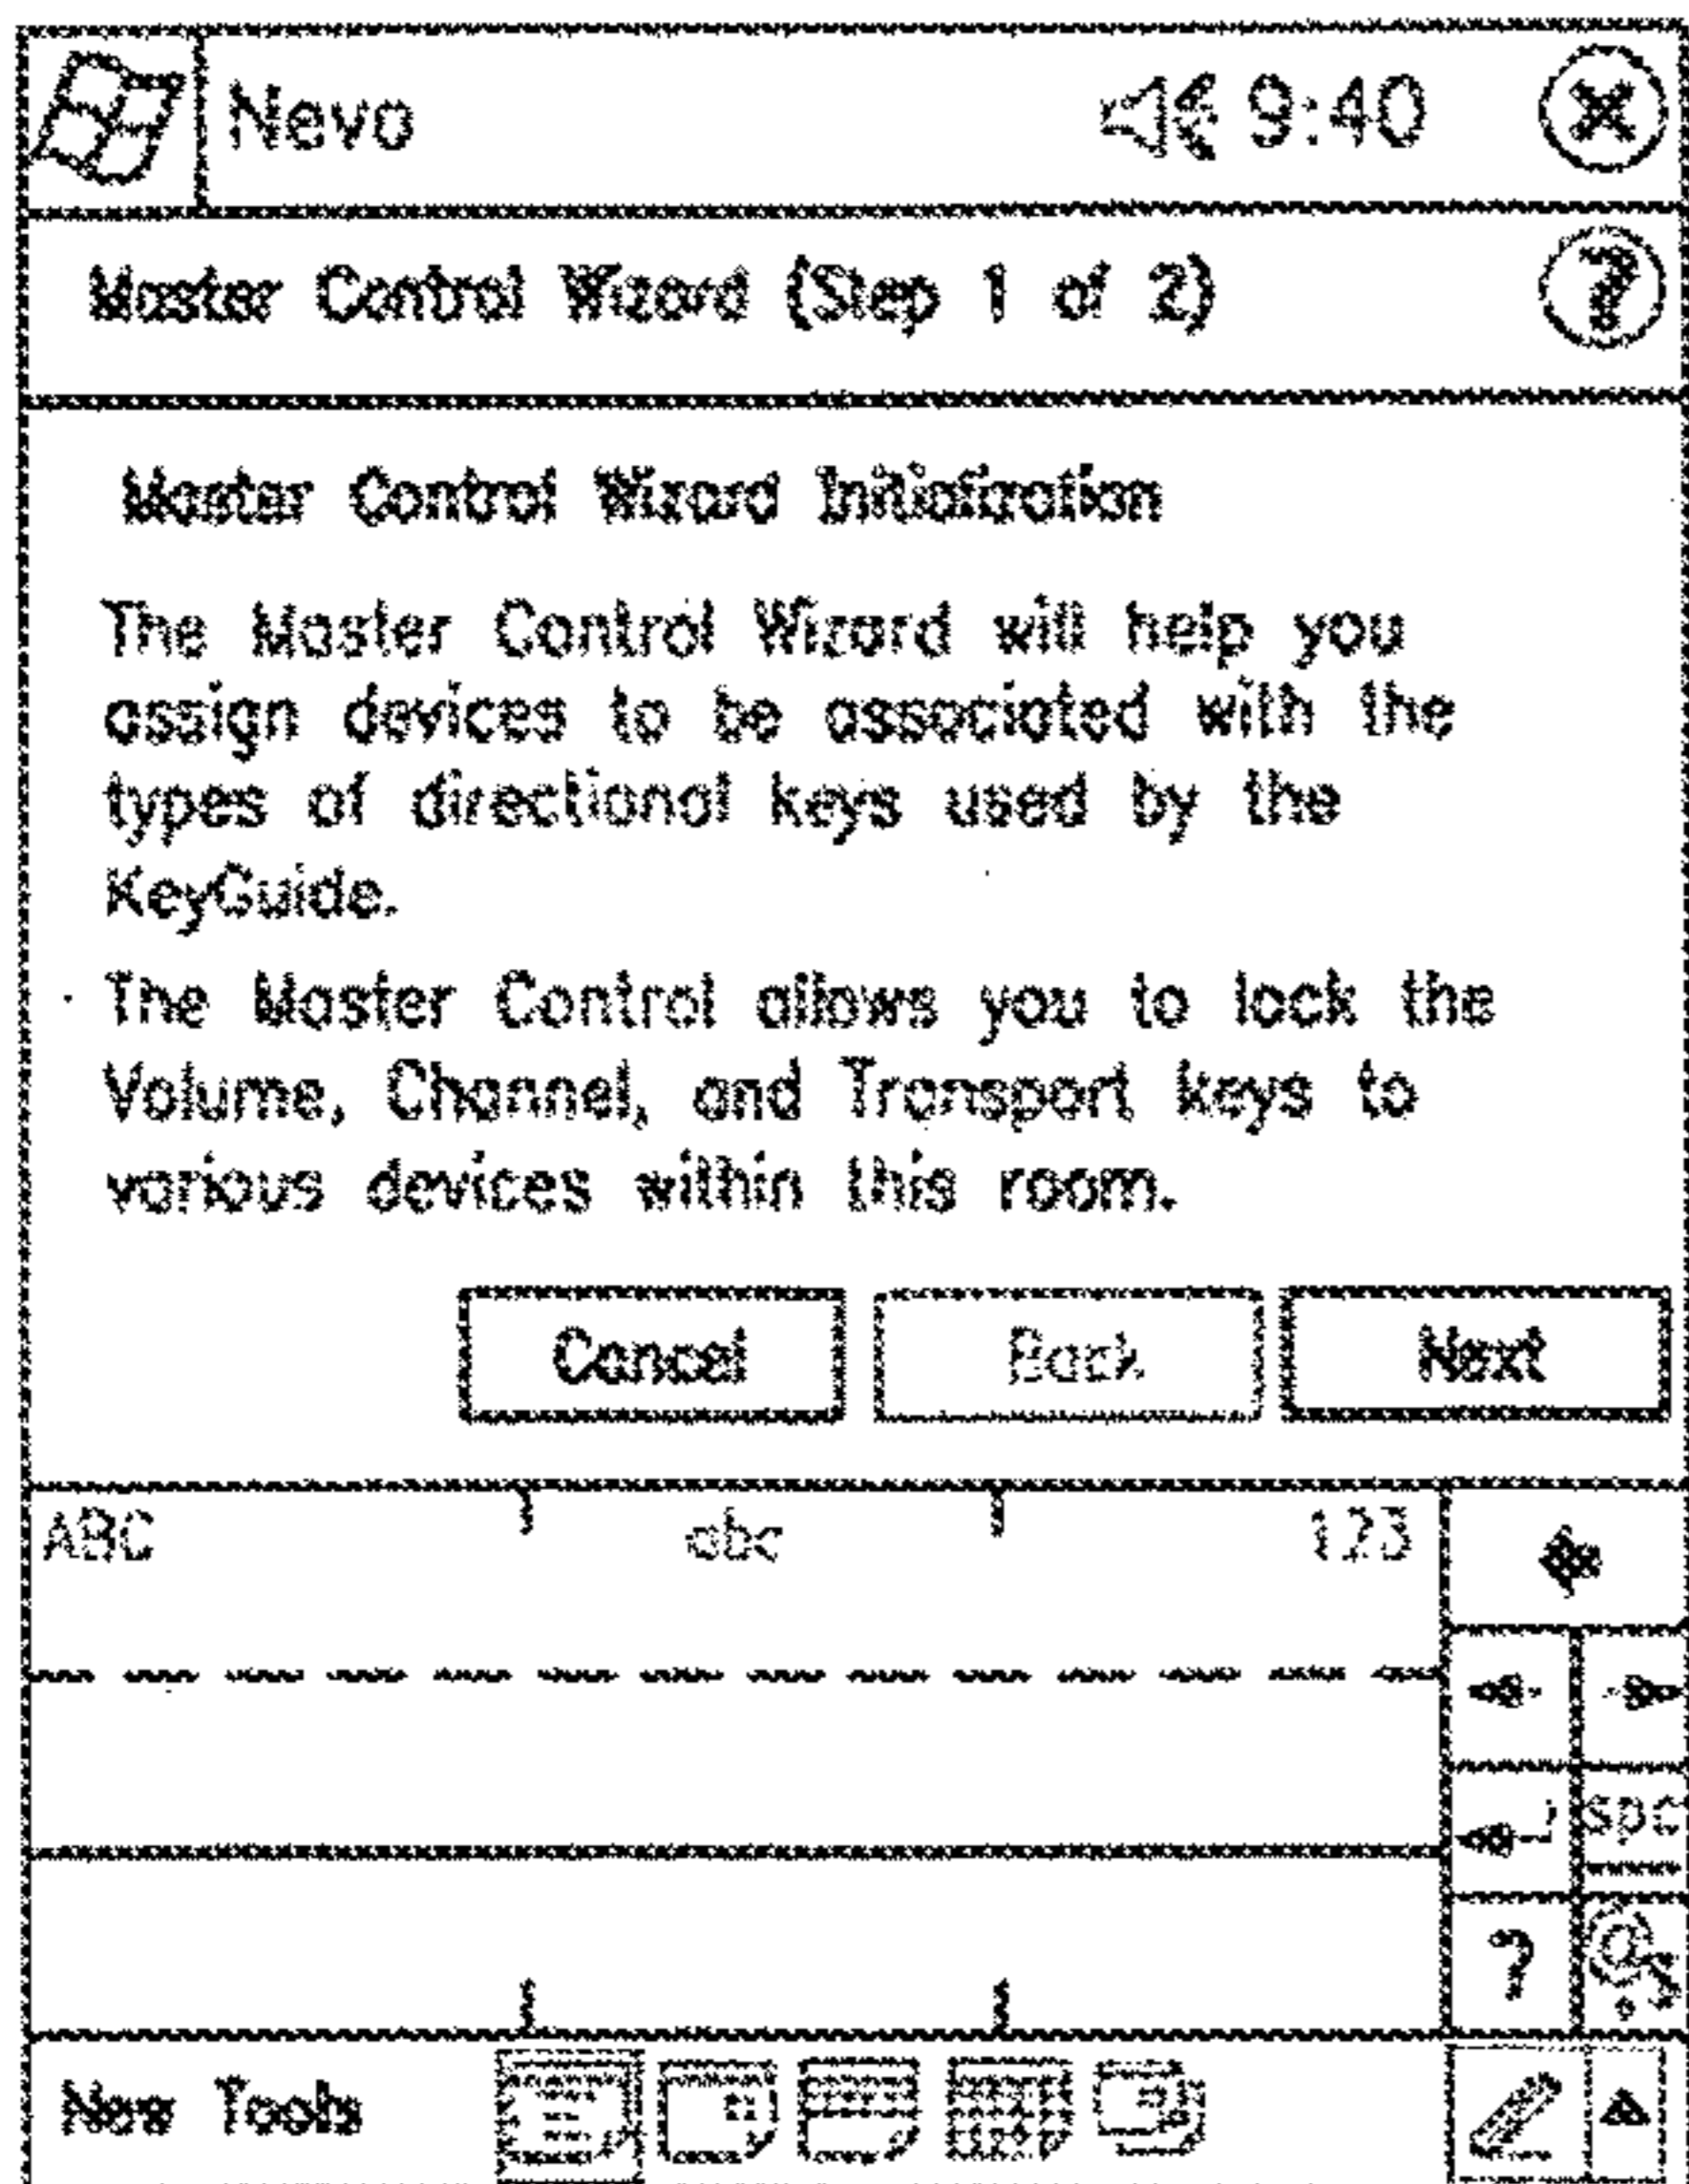 Nevo 9:40
Master Control Wizard (Step 1 of 2) ?
Master Control Wizard Initialization
The Master Control Wizard will help you
assign devices to be associated with the
types of directional keys used by the
KeyGuide.
The Master Control allows you to lock the
Volume, Channel, and Transport keys to
various devices within this room.
Cancel Back Next
ABC abc 123
spc
?
New Tools